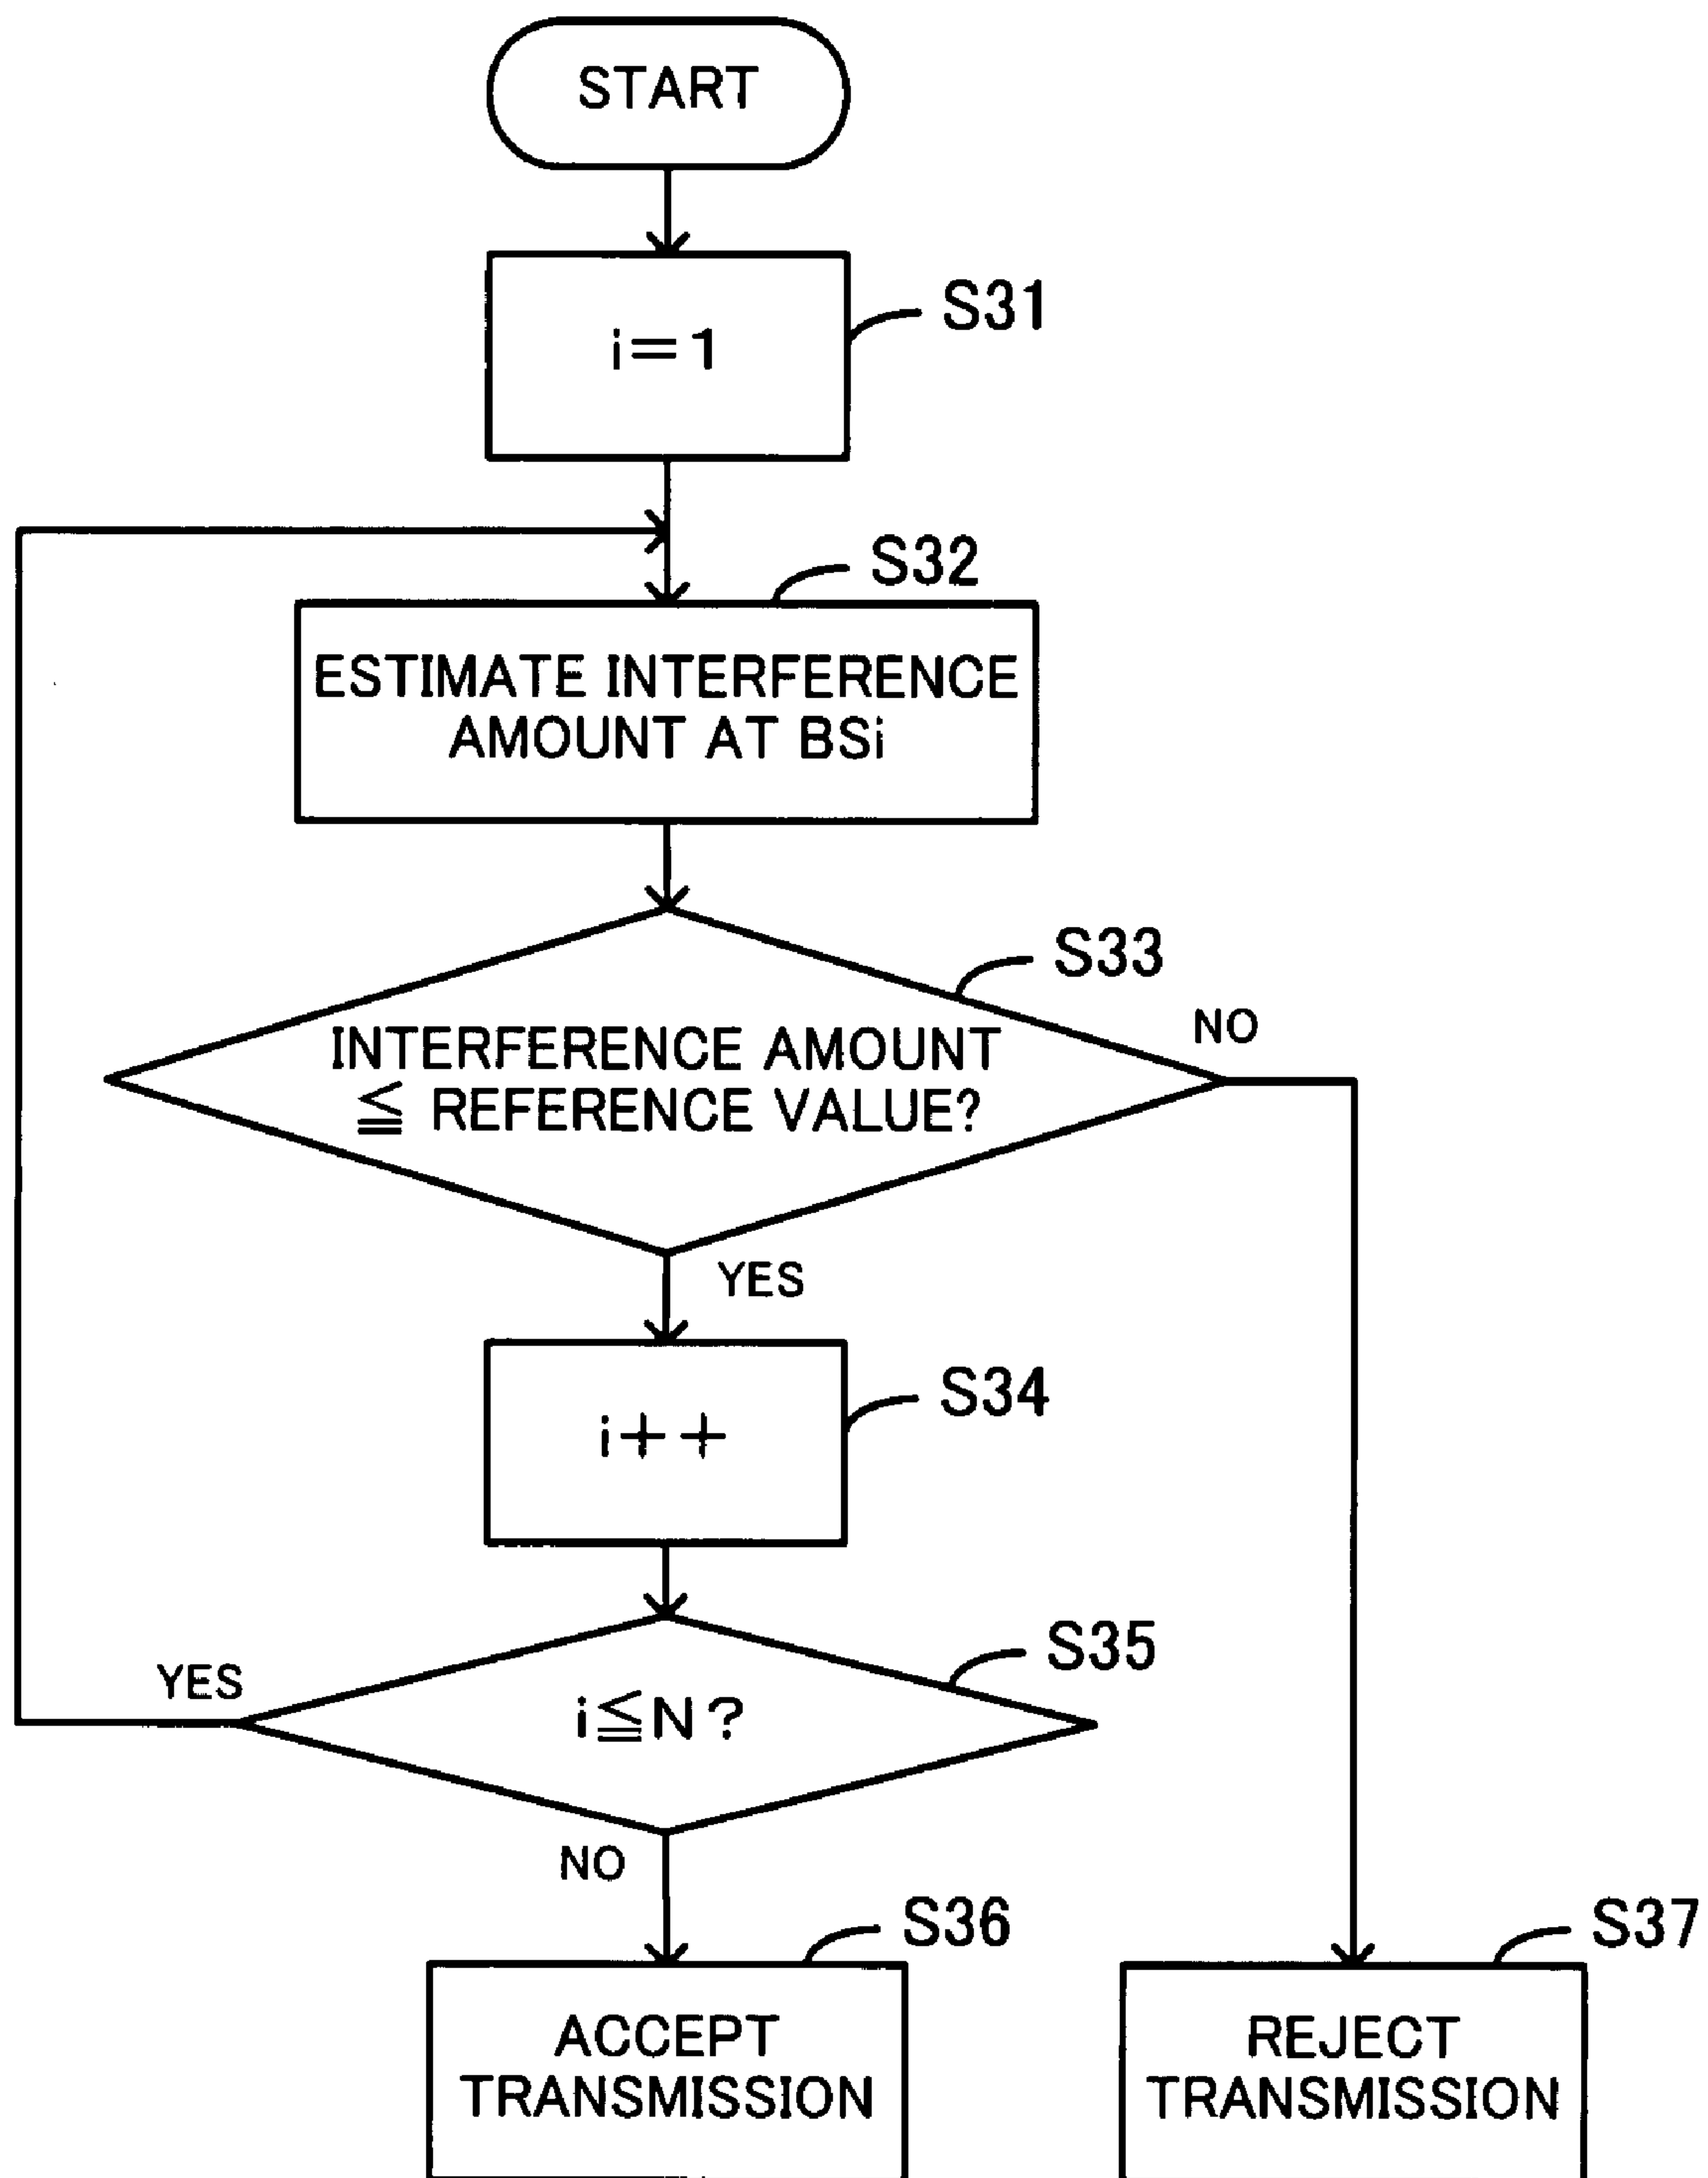 START
S31
i=1
S32
ESTIMATE INTERFERENCE
AMOUNT AT BSi
S33
NO
INTERFERENCE AMOUNT
≦ REFERENCE VALUE?
YES
S34
i++
S35
YES
i≦N?
NO
S36
S37
ACCEPT
TRANSMISSION
REJECT
TRANSMISSION